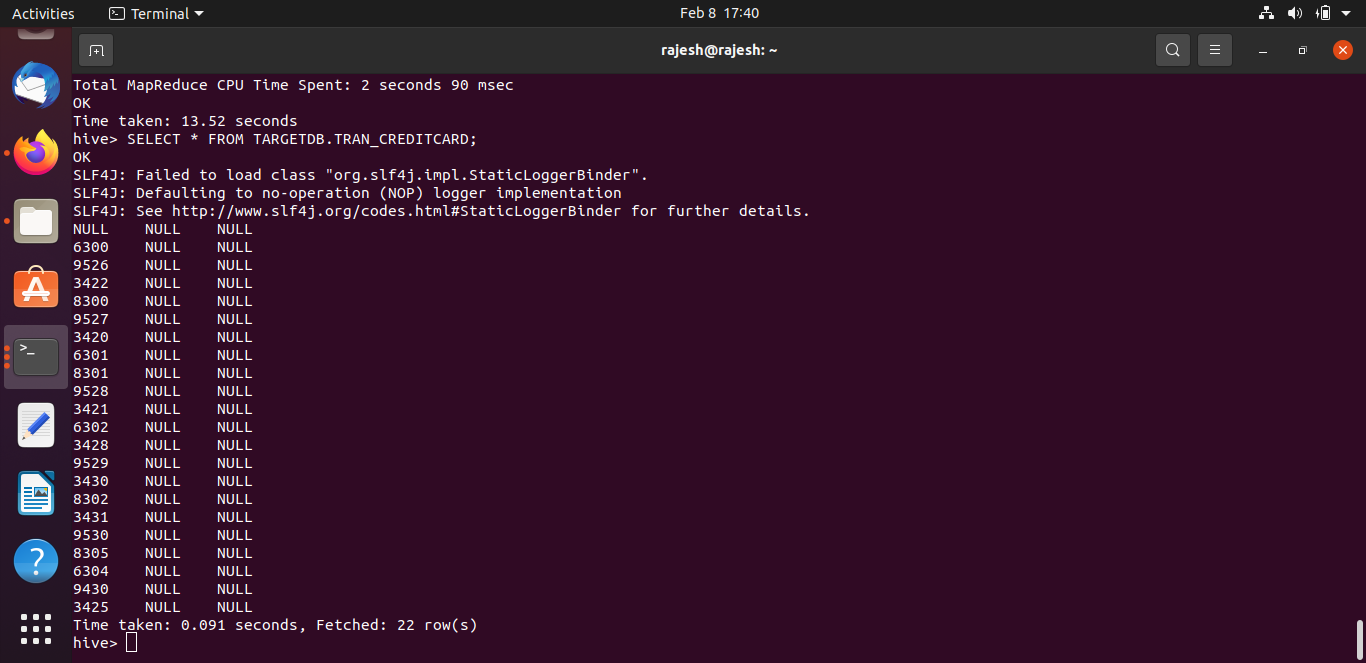 Activities Terminal Feb 8 17:40
rajesh@rajesh: ~
Total MapReduce CPU Time Spent: 2 seconds 90 msec
OK
Time taken: 13.52 seconds
hive> SELECT * FROM TARGETDB.TRAN_CREDITCARD;
OK
SLF4J: Failed to load class "org.slf4j.impl.StaticLoggerBinder".
SLF4J: Defaulting to no-operation (NOP) logger implementation
SLF4J: See http://www.slf4j.org/codes.html#StaticLoggerBinder for further details.
NULL    NULL    NULL
6300    NULL    NULL
9526    NULL    NULL
3422    NULL    NULL
8300    NULL    NULL
9527    NULL    NULL
3420    NULL    NULL
6301    NULL    NULL
8301    NULL    NULL
9528    NULL    NULL
3421    NULL    NULL
6302    NULL    NULL
3428    NULL    NULL
9529    NULL    NULL
3430    NULL    NULL
8302    NULL    NULL
3431    NULL    NULL
9530    NULL    NULL
8305    NULL    NULL
6304    NULL    NULL
9430    NULL    NULL
3425    NULL    NULL
Time taken: 0.091 seconds, Fetched: 22 row(s)
hive>